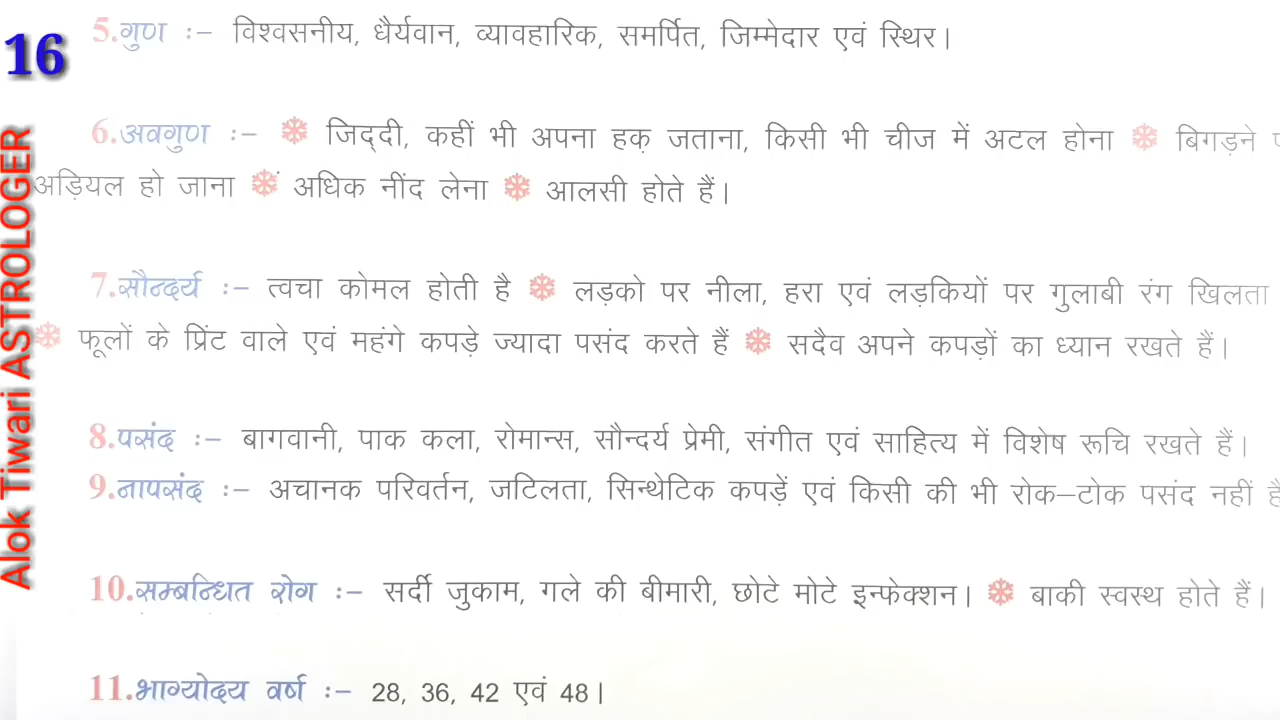 16
Alok Tiwari ASTROLOGER
5.गुण :– विश्वसनीय, धैर्यवान, व्यावहारिक, समर्पित, जिम्मेदार एवं स्थिर।
6.अवगुण :– ❄ जिद्दी, कहीं भी अपना हक़ जताना, किसी भी चीज में अटल होना ❄ बिगड़ने
अड़ियल हो जाना ❄ अधिक नींद लेना ❄ आलसी होते हैं।
7.सौन्दर्य :– त्वचा कोमल होती है ❄ लड़को पर नीला, हरा एवं लड़कियों पर गुलाबी रंग खिलता
❄ फूलों के प्रिंट वाले एवं महंगे कपड़े ज्यादा पसंद करते हैं ❄ सदैव अपने कपड़ों का ध्यान रखते हैं।
8.पसंद :– बागवानी, पाक कला, रोमान्स, सौन्दर्य प्रेमी, संगीत एवं साहित्य में विशेष रूचि रखते हैं।
9.नापसंद :– अचानक परिवर्तन, जटिलता, सिन्थेटिक कपड़ें एवं किसी की भी रोक–टोक पसंद नहीं
10.सम्बन्धित रोग :– सर्दी जुकाम, गले की बीमारी, छोटे मोटे इन्फेक्शन। ❄ बाकी स्वस्थ होते हैं।
11.भाग्योदय वर्ष :– 28, 36, 42 एवं 48।